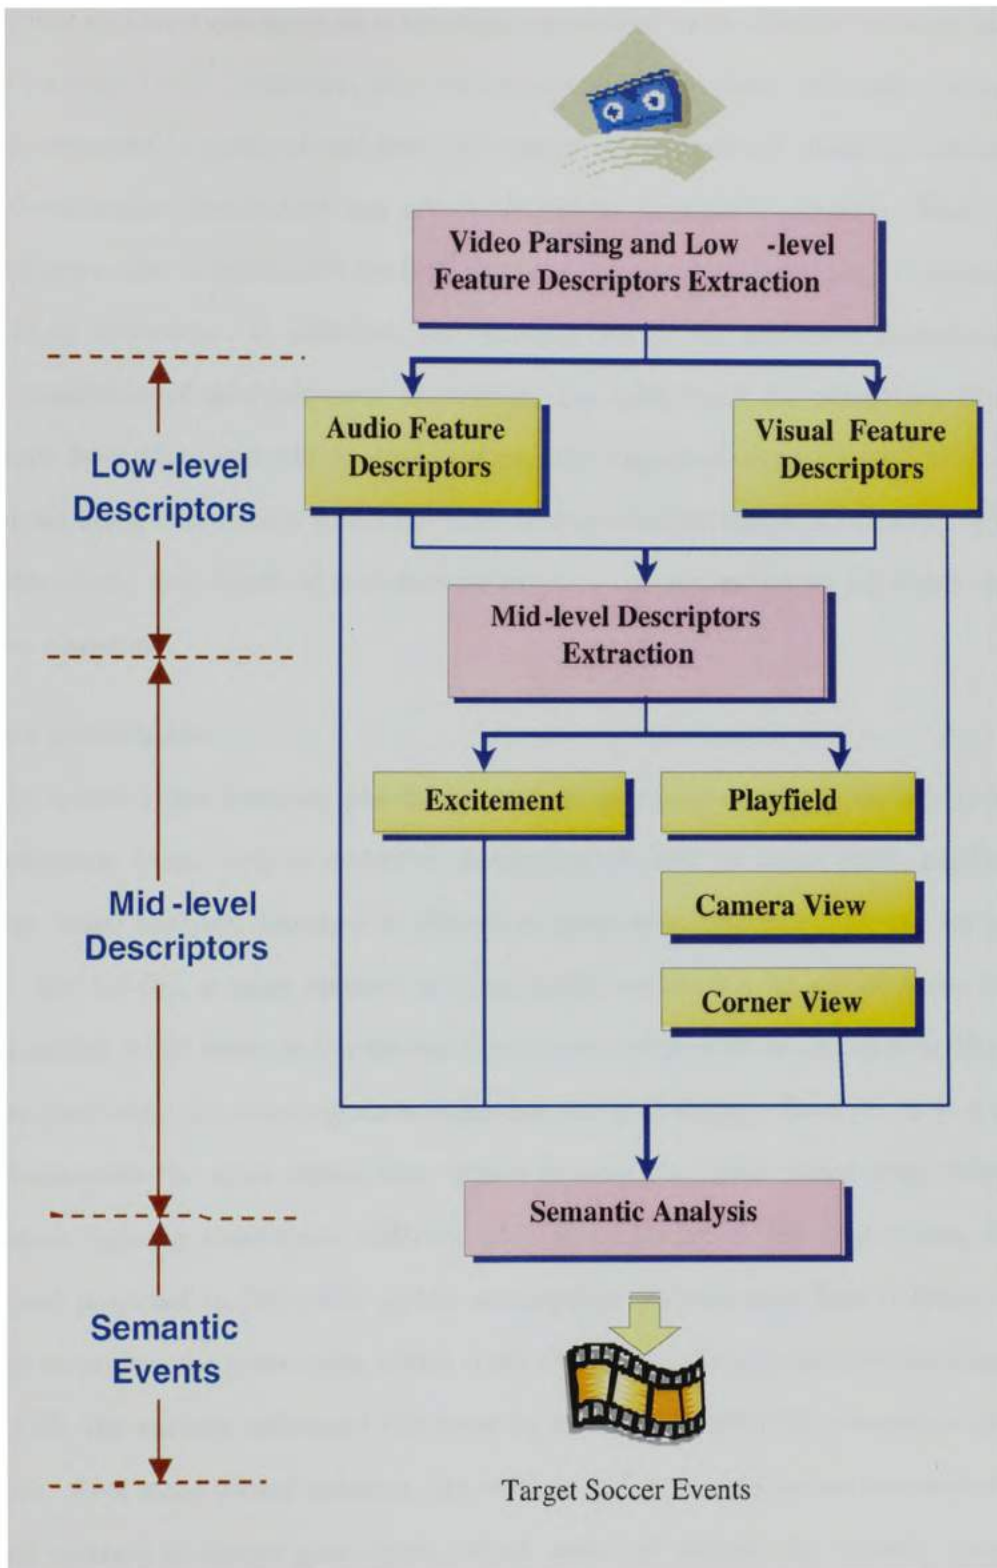 Video Parsing and Low -level
Feature Descriptors Extraction
Audio Feature
Descriptors
Visual Feature
Descriptors
Low -level
Descriptors
Mid -level Descriptors
Extraction
Excitement
Playfield
Camera View
Mid -level
Descriptors
Corner View
Semantic Analysis
Semantic
Events
Target Soccer Events